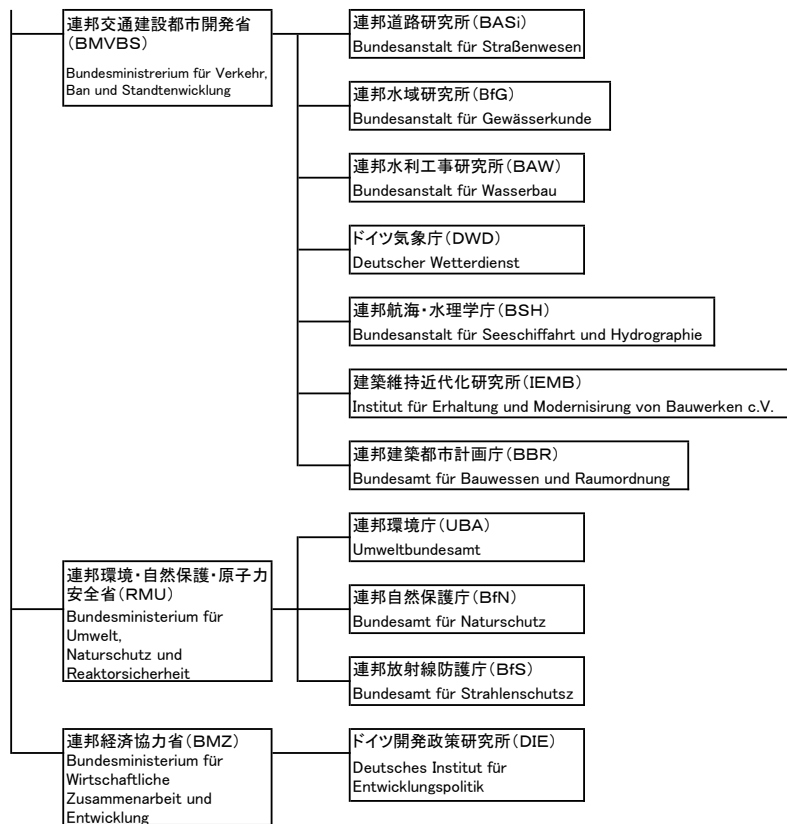 連邦交通建設都市開発省
(BMVBS)
Bundesministrerium für Verkehr,
Ban und Standtenwicklung
連邦道路研究所(BASi)
Bundesanstalt für Straßenwesen
連邦水域研究所(BfG)
Bundesanstalt für Gewässerkunde
連邦水利工事研究所(BAW)
Bundesanstalt für Wasserbau
ドイツ気象庁(DWD)
Deutscher Wetterdienst
連邦航海・水理学庁(BSH)
Bundesanstalt für Seeschiffahrt und Hydrographie
建築維持近代化研究所(IEMB)
Institut für Erhaltung und Modernisirung von Bauwerken c.V.
連邦建築都市計画庁(BBR)
Bundesamt für Bauwessen und Raumordnung
連邦環境・自然保護・原子力
安全省(RMU)
Bundesministerium für
Umwelt,
Naturschutz und
Reaktorsicherheit
連邦環境庁(UBA)
Umweltbundesamt
連邦自然保護庁(BfN)
Bundesamt für Naturschutz
連邦放射線防護庁(BfS)
Bundesamt für Strahlenschutsz
連邦経済協力省(BMZ)
Bundesministerium für
Wirtschaftliche
Zusammenarbeit und
Entwicklung
ドイツ開発政策研究所(DIE)
Deutsches Institut für
Entwicklungspolitik